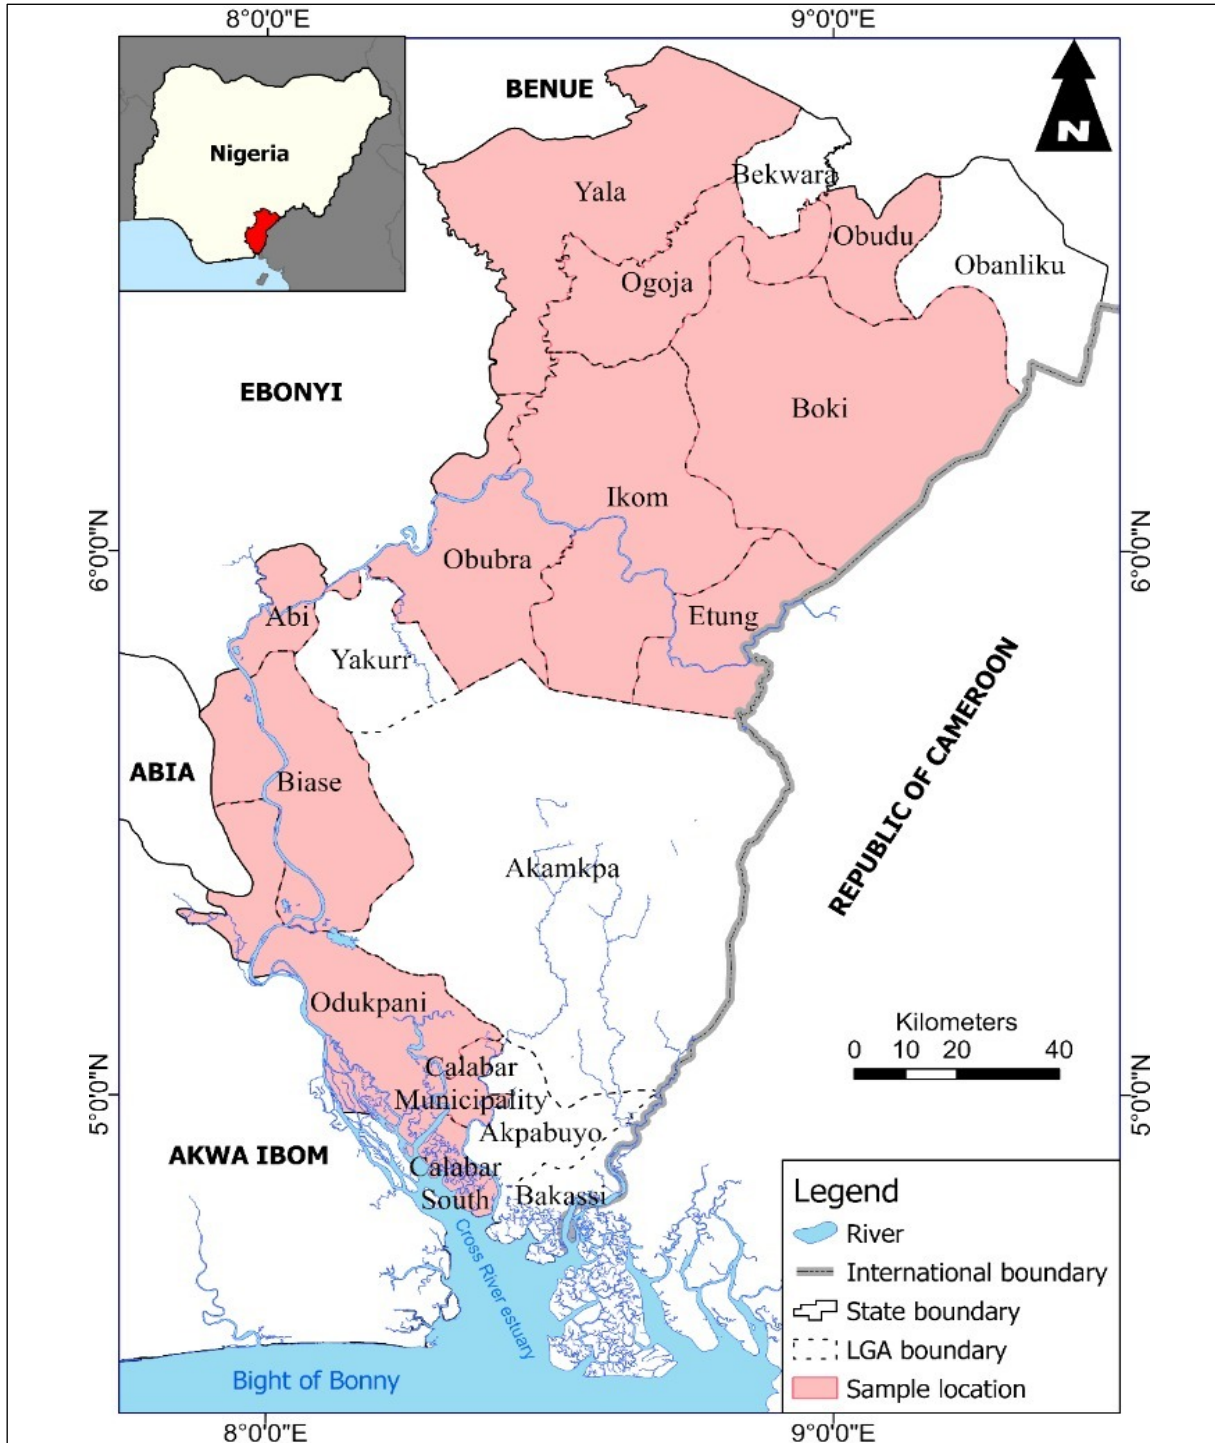 8°0'0"E
9°0'0"E
BENUE
N
Nigeria
Bekwara
Yala
Obudu
Obanliku
Ogoja
EBONYI
Boki
Ikom
6°0'0"N
6°0'0"N
Obubra
Abi
Etung
Yakurr
REPUBLIC OF CAMEROON
ABIA
Biase
Akamkpa
Odukpani
Kilometers
0 10 20 40
Calabar
Municipality
5°0'0"N
5°0'0"N
Akpabuyo
AKWA IBOM
Calabar
South
Bakassi
Cross River estuary
Legend
River
International boundary
State boundary
LGA boundary
Sample location
Bight of Bonny
8°0'0"E
9°0'0"E